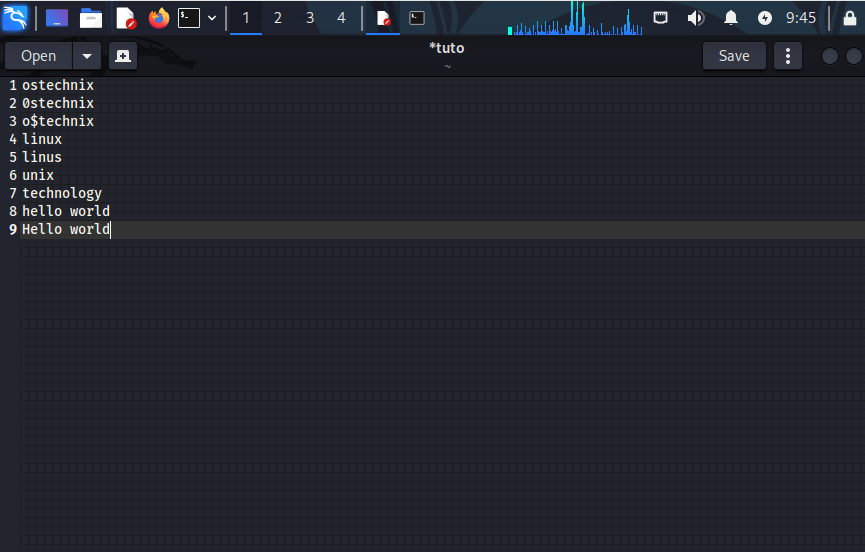 1 2 3 4 9:45
Open *tuto Save
~
1 ostechnix
2 0stechnix
3 o$technix
4 linux
5 linus
6 unix
7 technology
8 hello world
9 Hello world